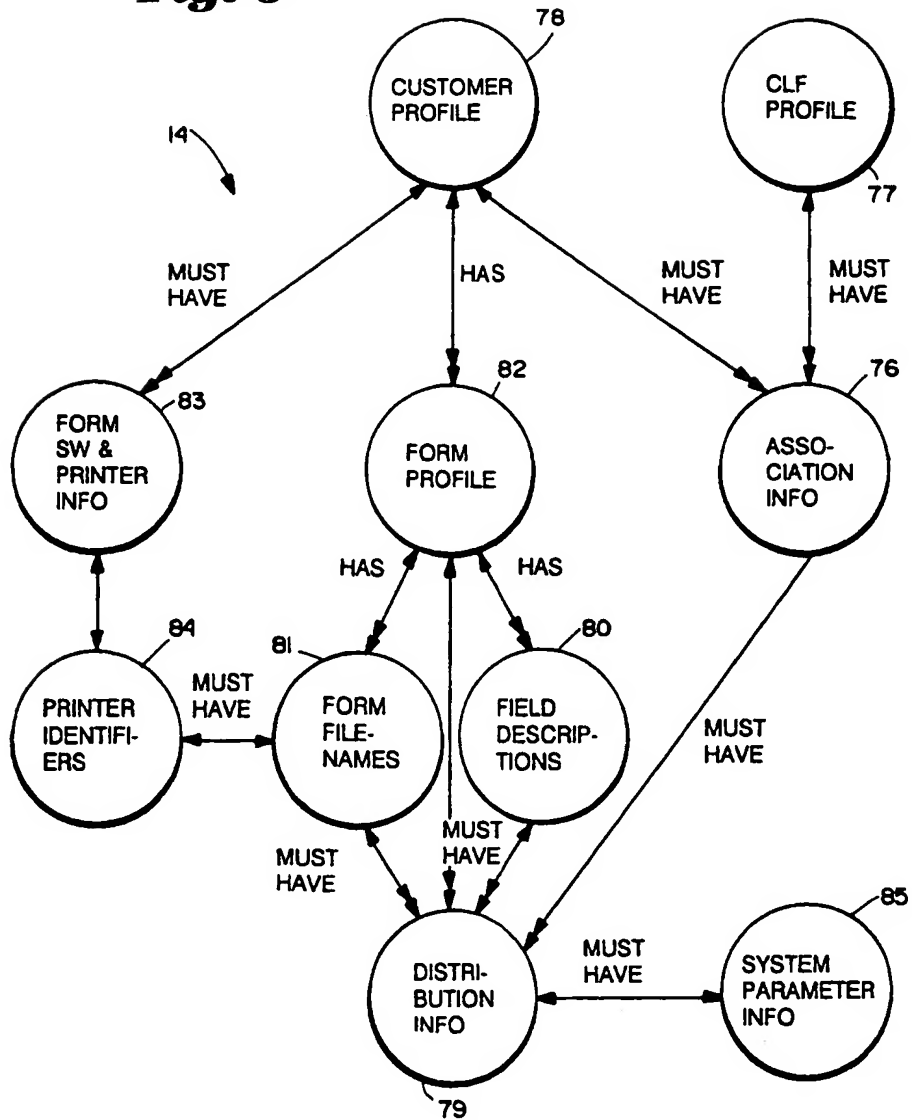 78
CUSTOMER
PROFILE
CLF
PROFILE
77
14
MUST
HAVE
HAS
MUST
HAVE
MUST
HAVE
83
FORM
SW &
PRINTER
INFO
82
FORM
PROFILE
76
ASSO-
CIATION
INFO
HAS
HAS
84
PRINTER
IDENTIFI-
ERS
MUST
HAVE
81
FORM
FILE-
NAMES
80
FIELD
DESCRIP-
TIONS
MUST
HAVE
MUST
HAVE
MUST
HAVE
DISTRI-
BUTION
INFO
79
MUST
HAVE
85
SYSTEM
PARAMETER
INFO